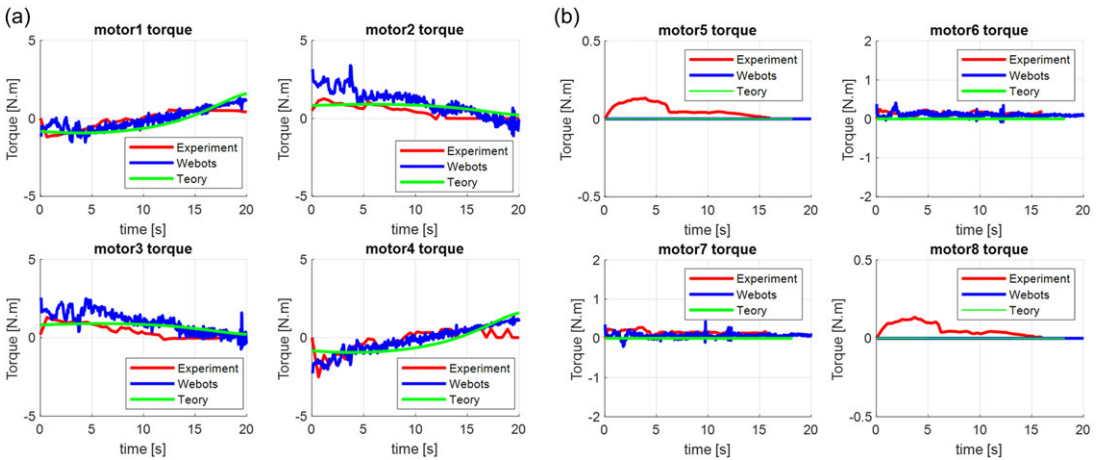 (a)
motor1 torque
5
0
-5
Torque [N.m]
0 5 10 15 20
time [s]
Experiment
Webots
Teory
motor2 torque
5
0
-5
Torque [N.m]
0 5 10 15 20
time [s]
Experiment
Webots
Teory
motor3 torque
5
0
-5
Torque [N.m]
0 5 10 15 20
time [s]
Experiment
Webots
Teory
motor4 torque
5
0
-5
Torque [N.m]
0 5 10 15 20
time [s]
Experiment
Webots
Teory
(b)
motor5 torque
0.5
0
-0.5
Torque [N.m]
0 5 10 15 20
time [s]
Experiment
Webots
Teory
motor6 torque
2
1
0
-1
-2
Torque [N.m]
0 5 10 15 20
time [s]
Experiment
Webots
Teory
motor7 torque
2
1
0
-1
-2
Torque [N.m]
0 5 10 15 20
time [s]
Experiment
Webots
Teory
motor8 torque
0.5
0
-0.5
Torque [N.m]
0 5 10 15 20
time [s]
Experiment
Webots
Teory